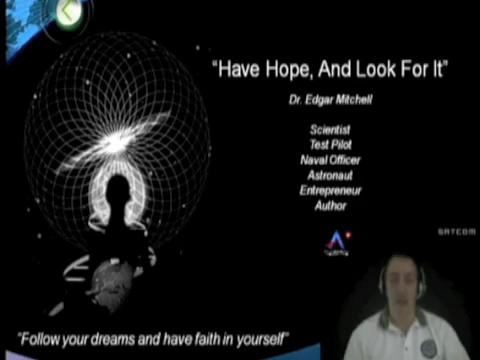 "Have Hope, And Look For It"
Dr. Edgar Mitchell
Scientist
Test Pilot
Naval Officer
Astronaut
Entrepreneur
Author
SATCOM
"Follow your dreams and have faith in yourself"